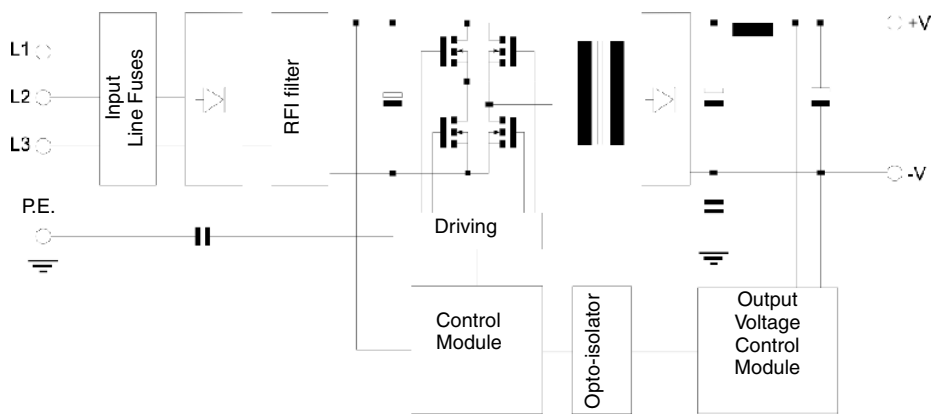 L1
L2
L3
P.E.
Input
Line Fuses
RFI filter
+V
-V
Driving
Control
Module
Opto-isolator
Output
Voltage
Control
Module